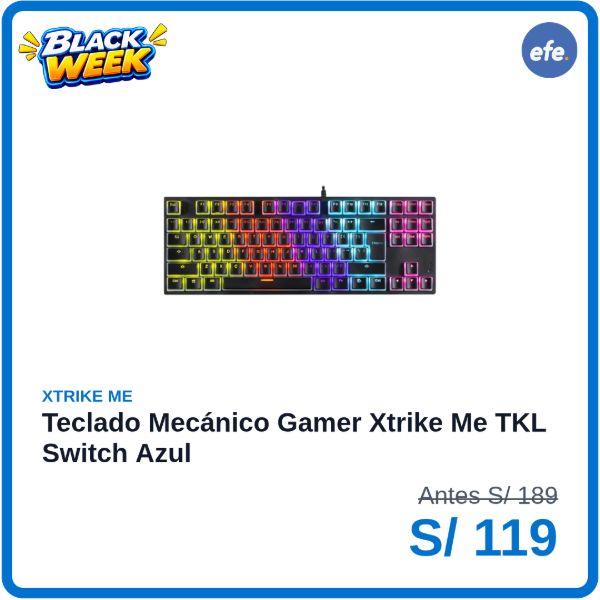 BLACK
WEEK
efe.
XTRIKE ME
Teclado Mecánico Gamer Xtrike Me TKL
Switch Azul
Antes S/ 189
S/ 119